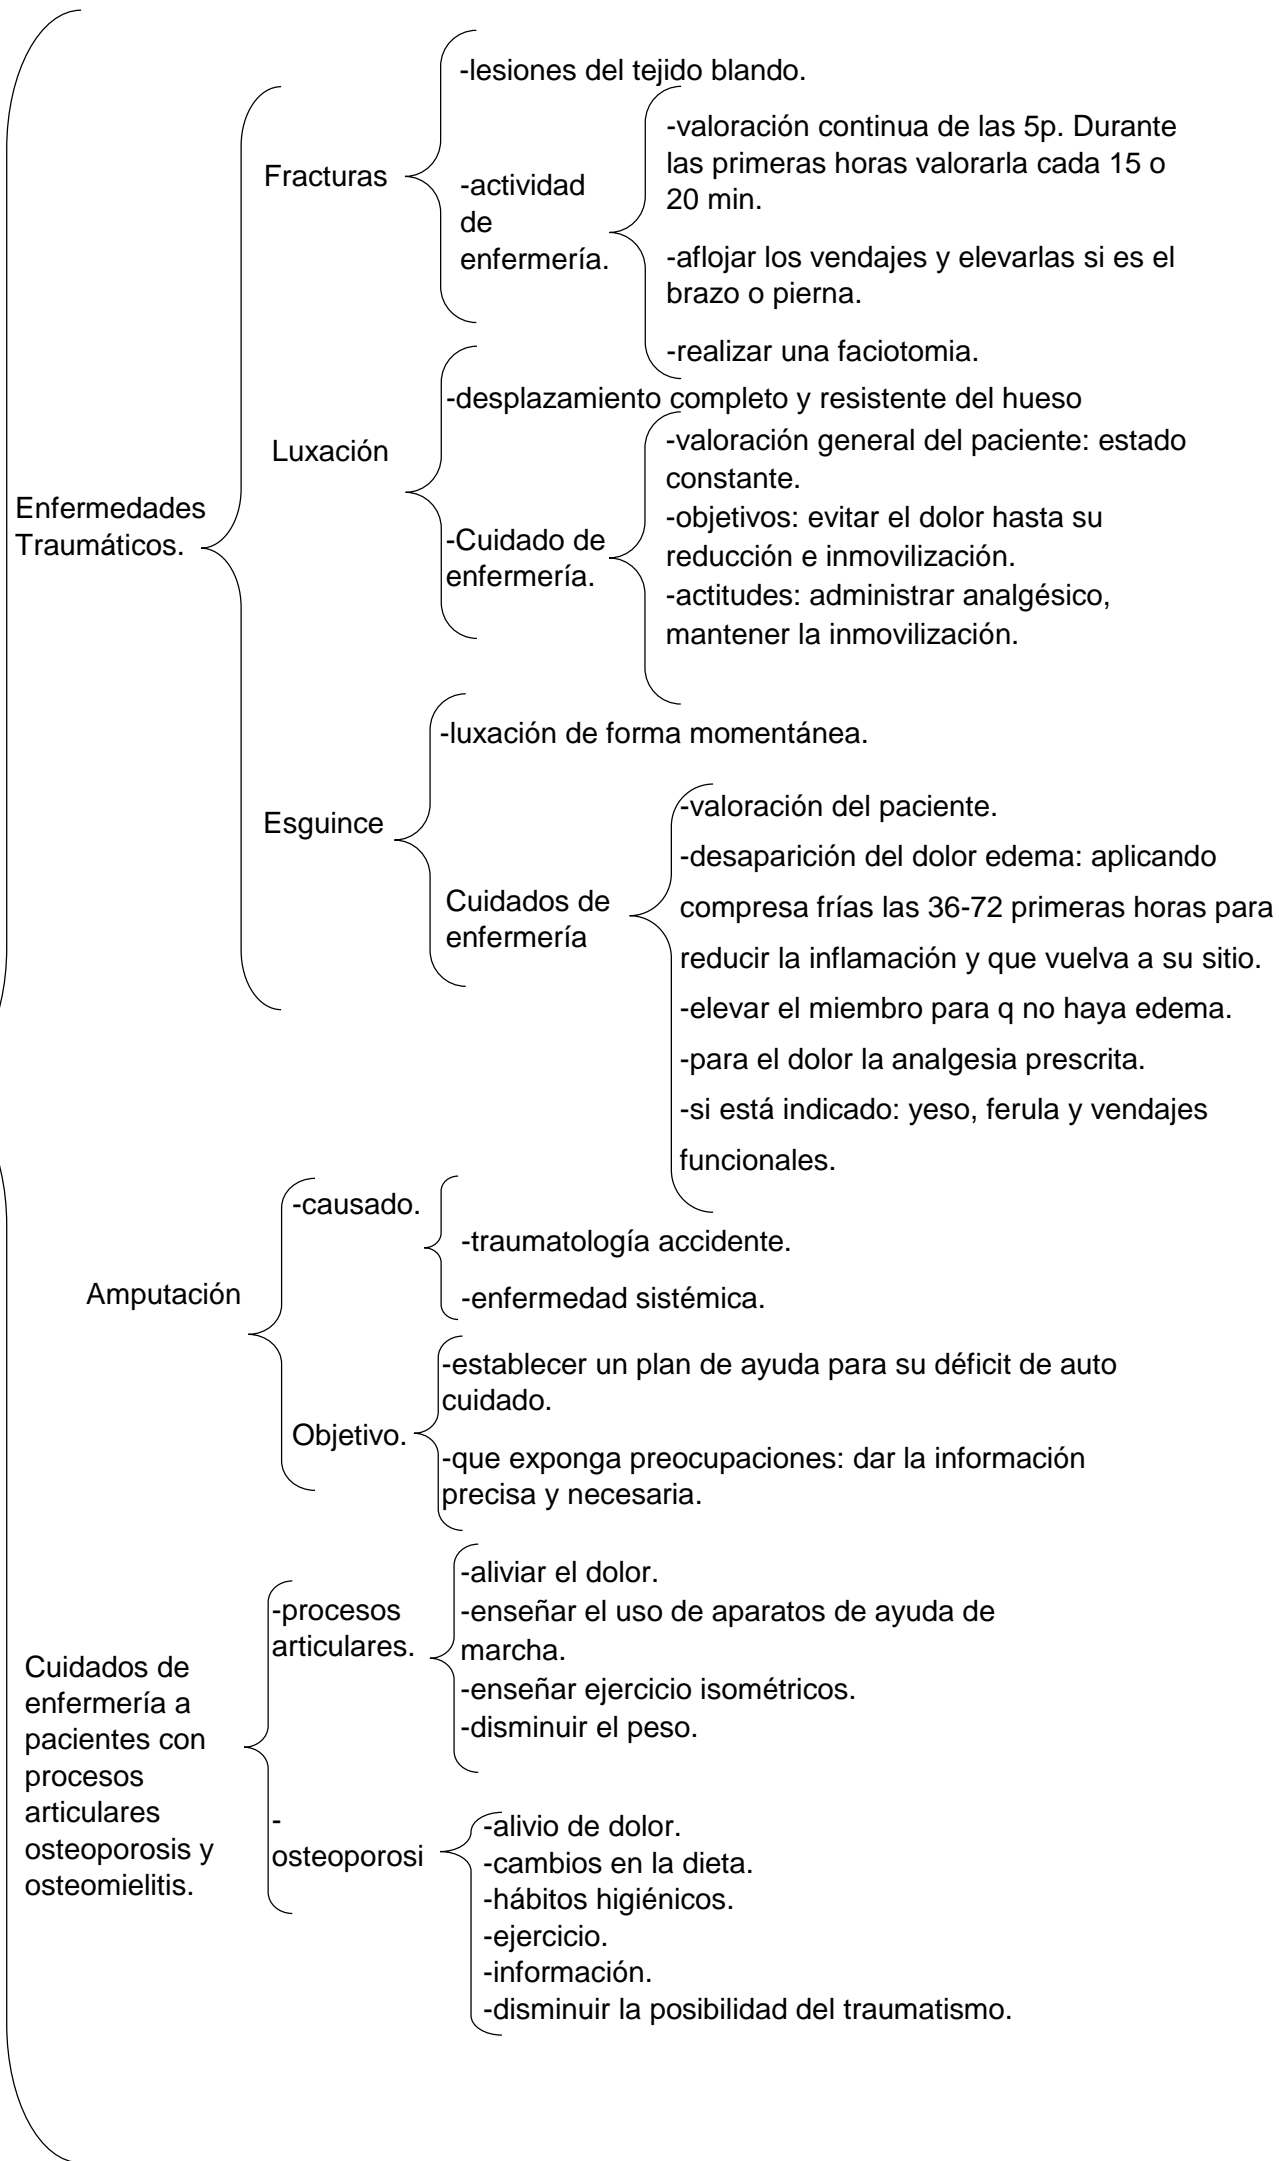 -lesiones del tejido blando.
Fracturas
-actividad
de
enfermería.
-valoración continua de las 5p. Durante
las primeras horas valorarla cada 15 o
20 min.
-aflojar los vendajes y elevarlas si es el
brazo o pierna.
-realizar una faciotomia.
Enfermedades
Traumáticos.
Luxación
-desplazamiento completo y resistente del hueso
-Cuidado de
enfermería.
-valoración general del paciente: estado
constante.
-objetivos: evitar el dolor hasta su
reducción e inmovilización.
-actitudes: administrar analgésico,
mantener la inmovilización.
Esguince
-luxación de forma momentánea.
Cuidados de
enfermería
-valoración del paciente.
-desaparición del dolor edema: aplicando
compresa frías las 36-72 primeras horas para
reducir la inflamación y que vuelva a su sitio.
-elevar el miembro para q no haya edema.
-para el dolor la analgesia prescrita.
-si está indicado: yeso, ferula y vendajes
funcionales.
Amputación
-causado.
-traumatología accidente.
-enfermedad sistémica.
Objetivo.
-establecer un plan de ayuda para su déficit de auto
cuidado.
-que exponga preocupaciones: dar la información
precisa y necesaria.
Cuidados de
enfermería a
pacientes con
procesos
articulares
osteoporosis y
osteomielitis.
-procesos
articulares.
-aliviar el dolor.
-enseñar el uso de aparatos de ayuda de
marcha.
-enseñar ejercicio isométricos.
-disminuir el peso.
-
osteoporosi
-alivio de dolor.
-cambios en la dieta.
-hábitos higiénicos.
-ejercicio.
-información.
-disminuir la posibilidad del traumatismo.